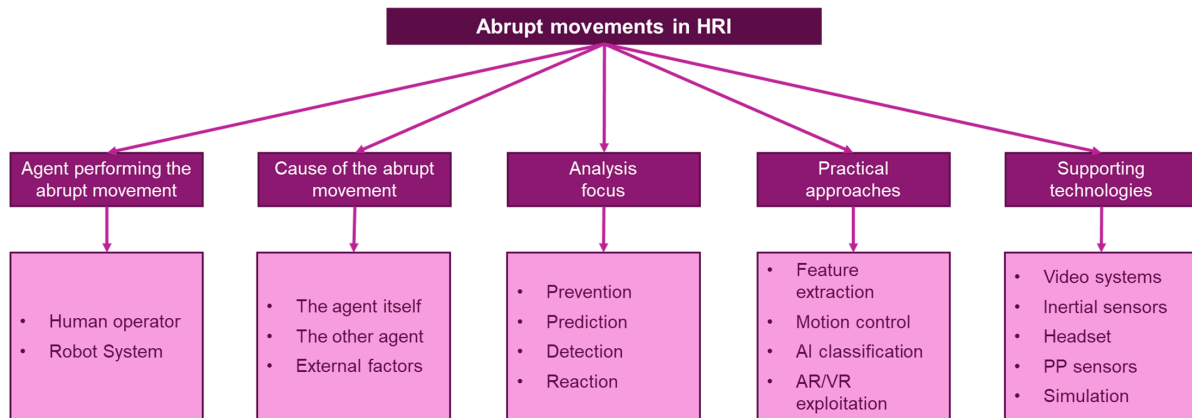 Abrupt movements in HRI
Agent performing the
abrupt movement
Cause of the abrupt
movement
Analysis
focus
Practical
approaches
Supporting
technologies
• Human operator
• Robot System
• The agent itself
• The other agent
• External factors
• Prevention
• Prediction
• Detection
• Reaction
• Feature
extraction
• Motion control
• AI classification
• AR/VR
exploitation
• Video systems
• Inertial sensors
• Headset
• PP sensors
• Simulation